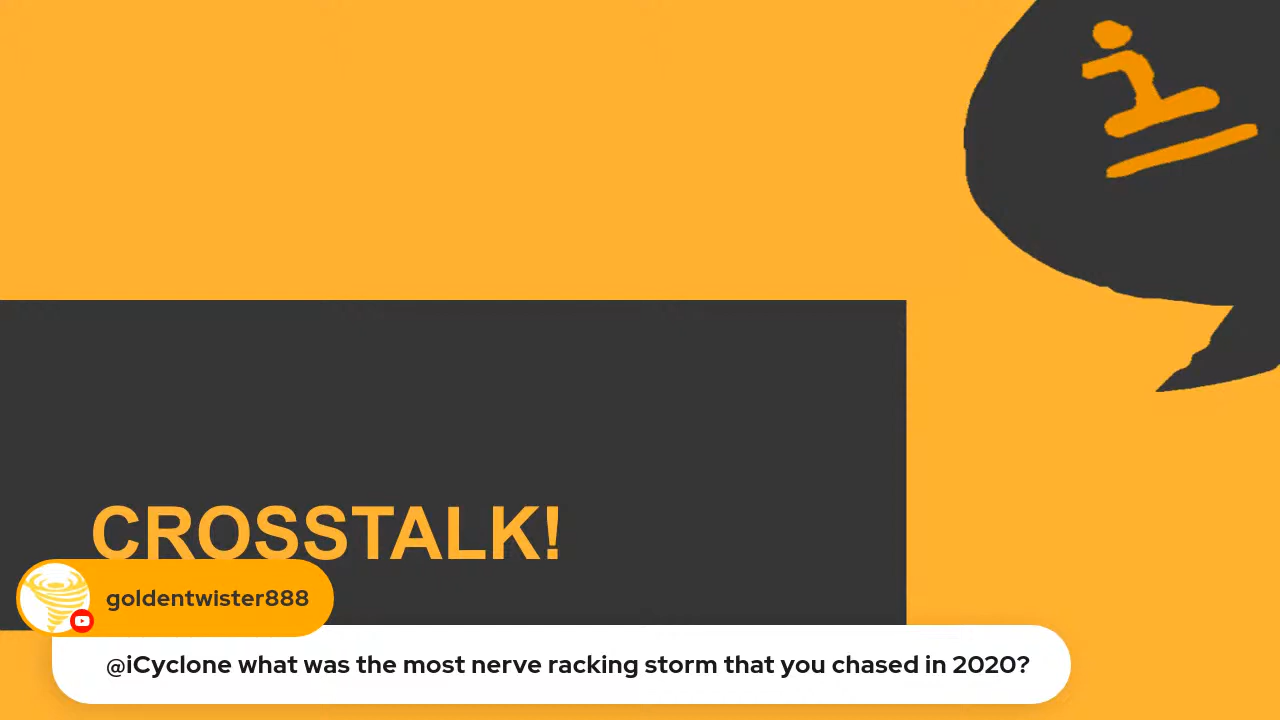 CROSSTALK!
goldentwister888
@iCyclone what was the most nerve racking storm that you chased in 2020?